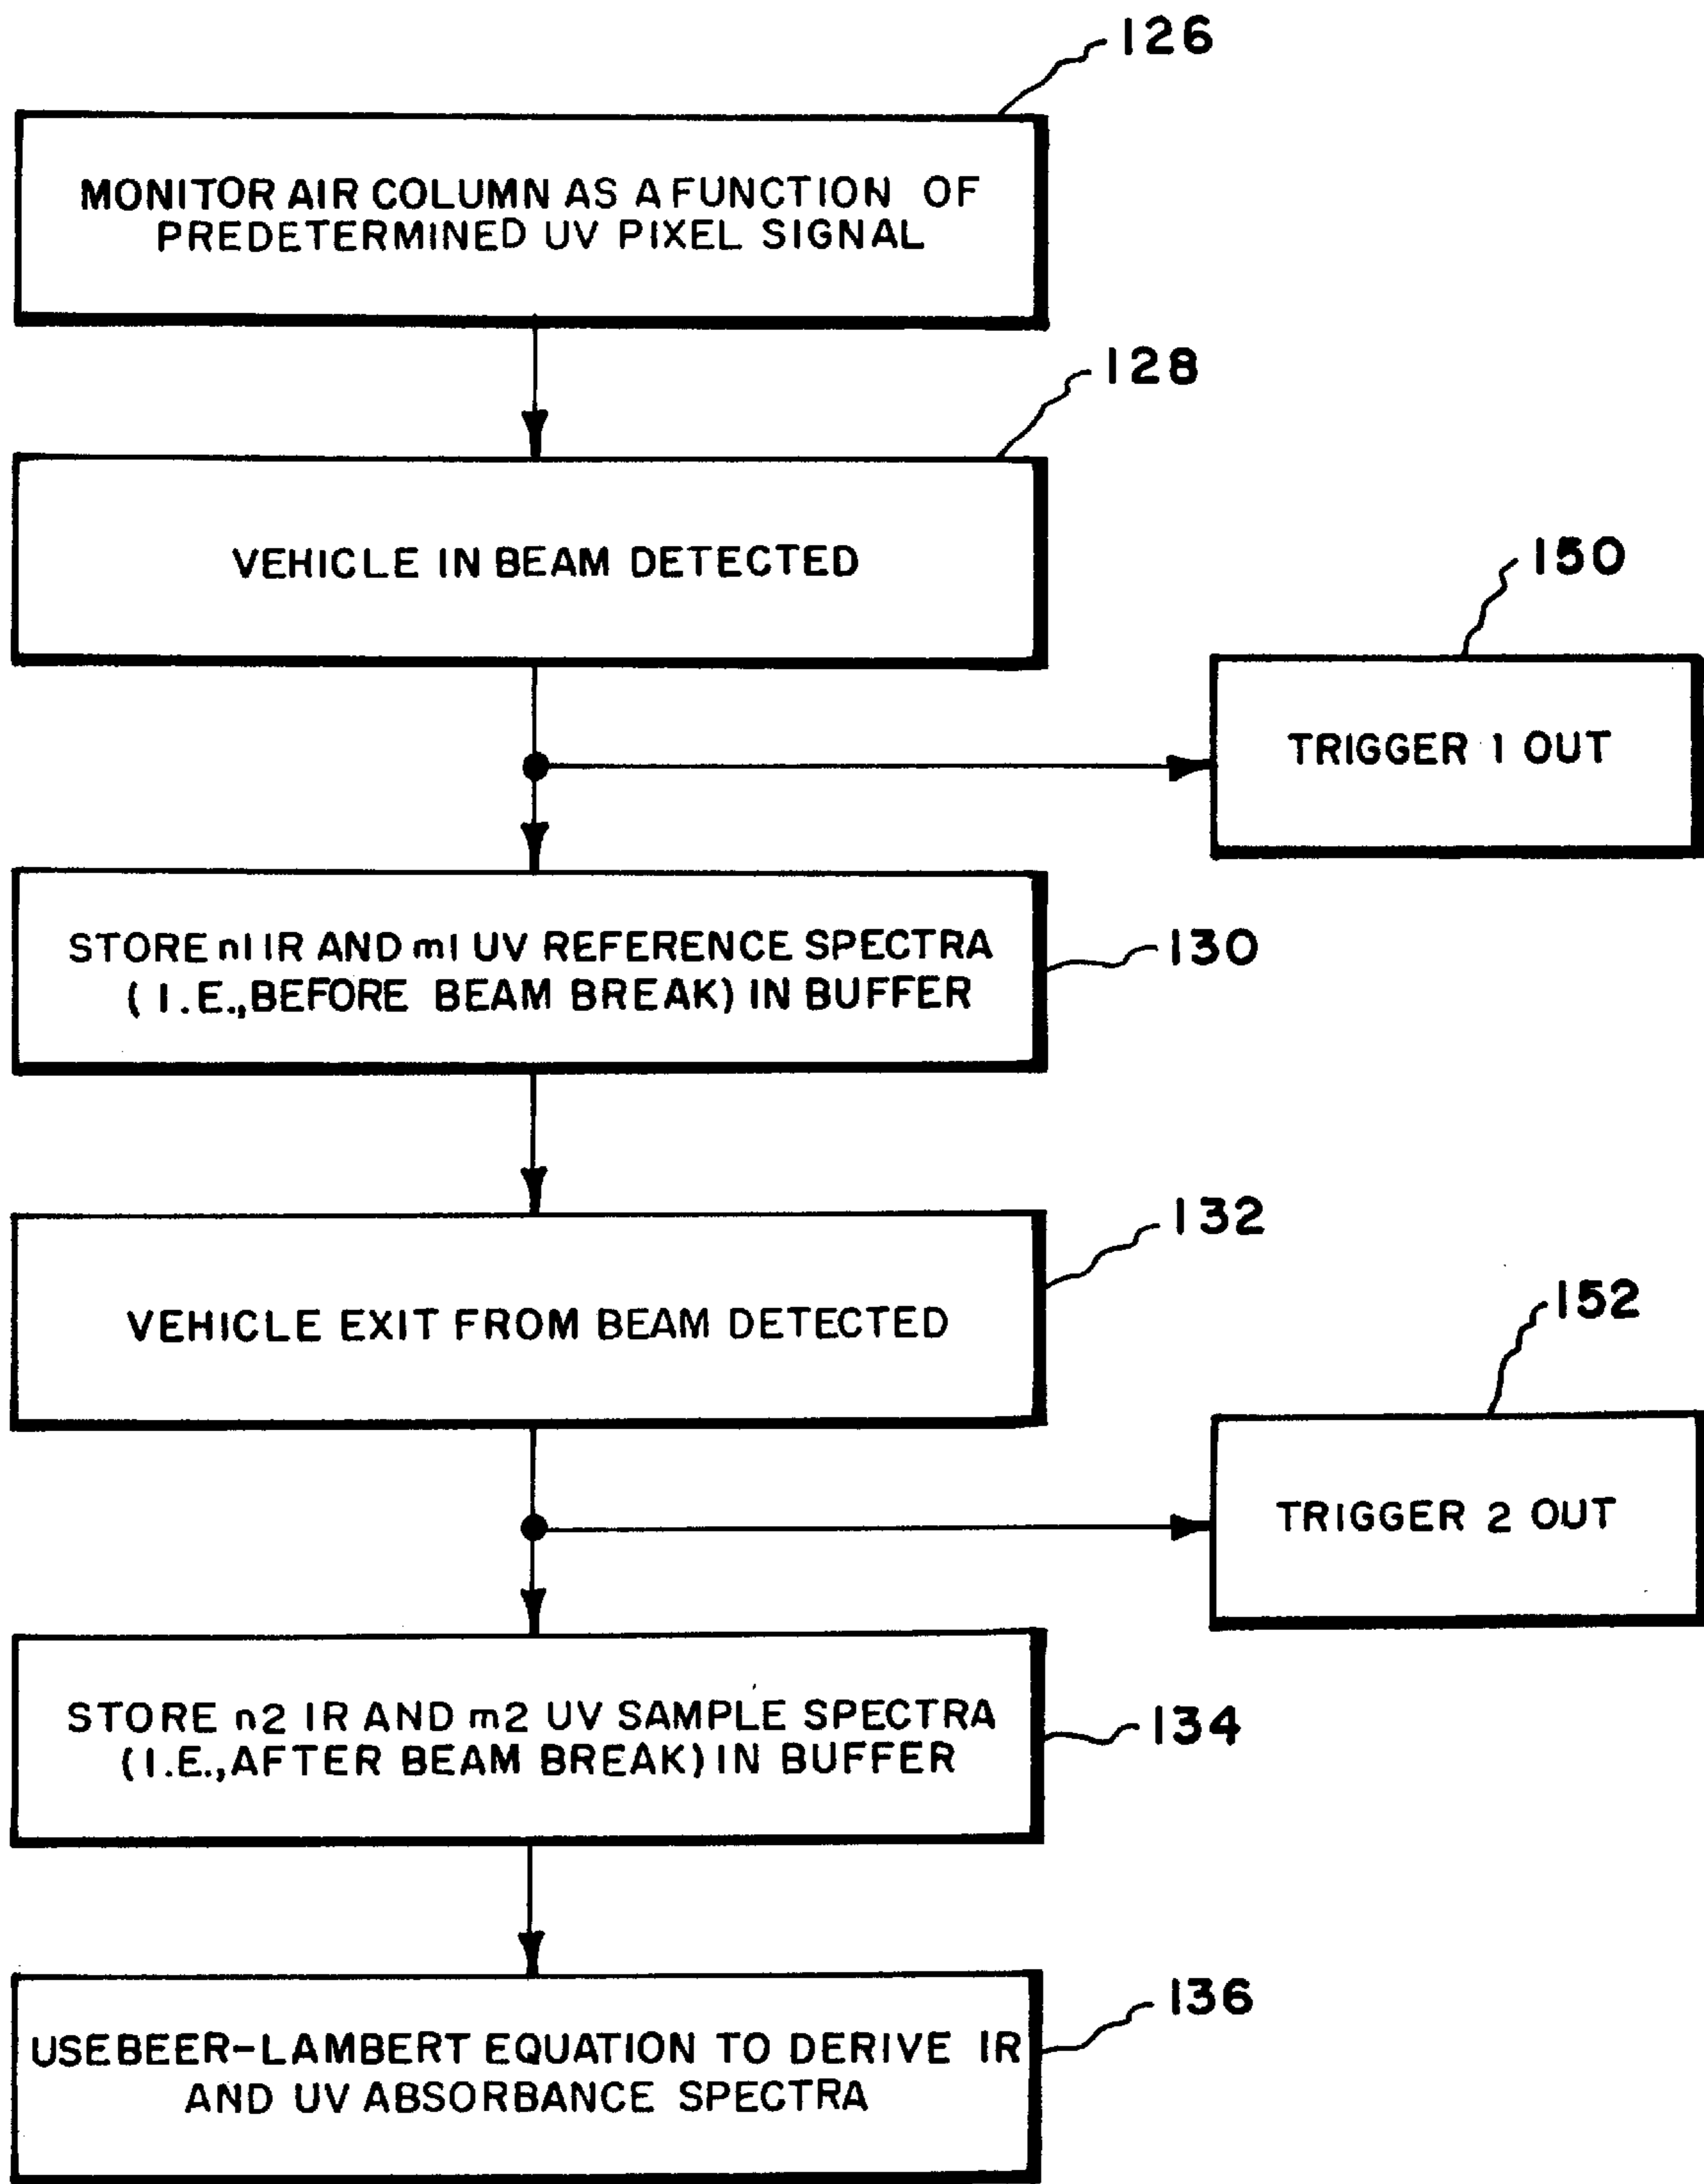 126
MONITOR AIR COLUMN AS A FUNCTION OF
PREDETERMINED UV PIXEL SIGNAL
128
VEHICLE IN BEAM DETECTED
150
TRIGGER 1 OUT
STORE n1 IR AND m1 UV REFERENCE SPECTRA
(I.E., BEFORE BEAM BREAK) IN BUFFER
130
132
VEHICLE EXIT FROM BEAM DETECTED
152
TRIGGER 2 OUT
STORE n2 IR AND m2 UV SAMPLE SPECTRA
(I.E., AFTER BEAM BREAK) IN BUFFER
134
136
USEBEER-LAMBERT EQUATION TO DERIVE IR
AND UV ABSORBANCE SPECTRA